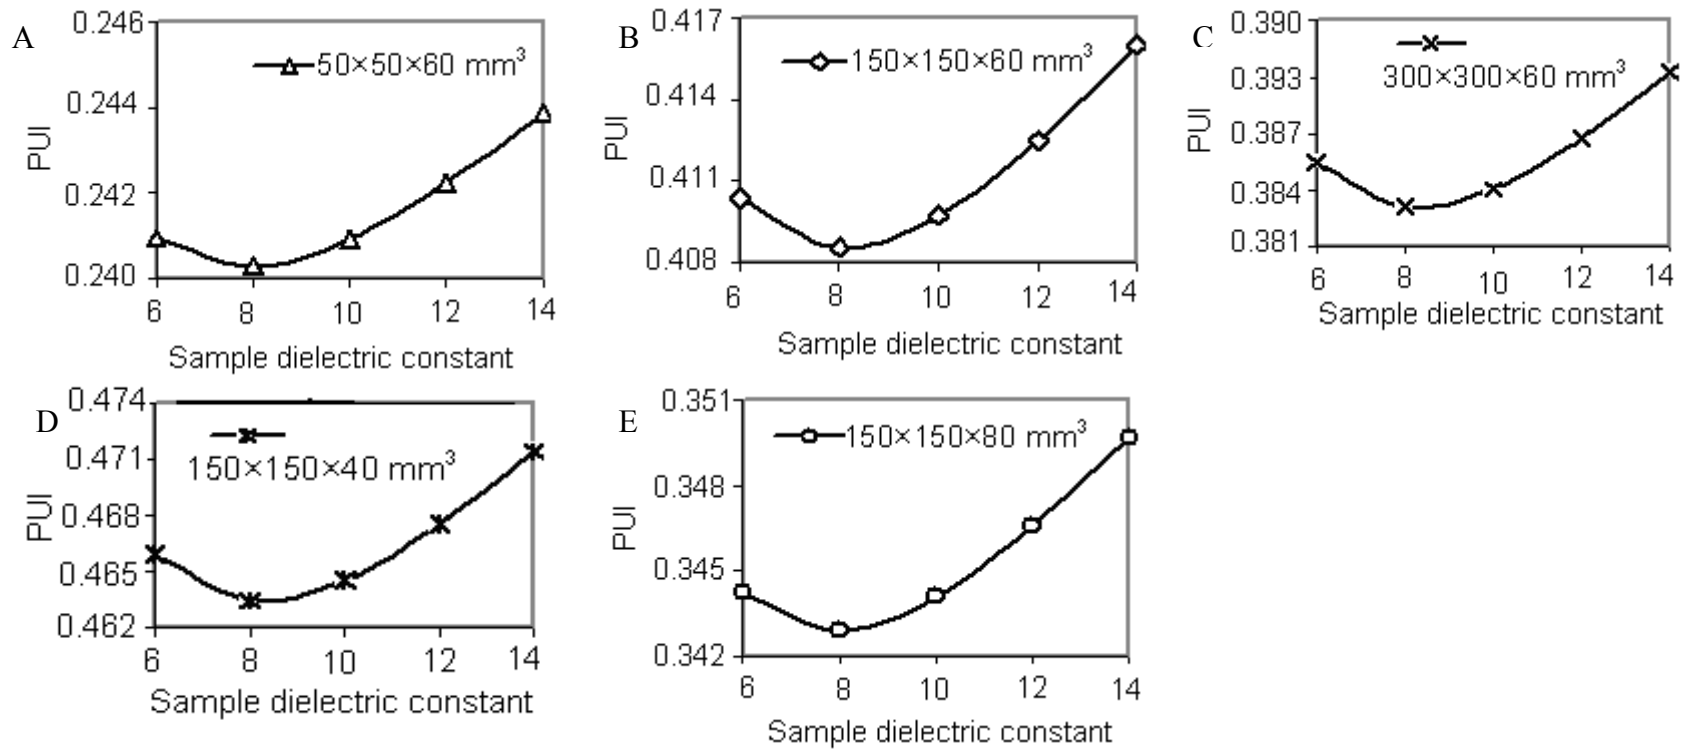 A
0.246
0.244
0.242
0.240
PUI
50×50×60 mm³
6 8 10 12 14
Sample dielectric constant
B
0.417
0.414
0.411
0.408
PUI
150×150×60 mm³
6 8 10 12 14
Sample dielectric constant
C
0.390
0.393
0.387
0.384
0.381
PUI
300×300×60 mm³
6 8 10 12 14
Sample dielectric constant
D
0.474
0.471
0.468
0.465
0.462
PUI
150×150×40 mm³
6 8 10 12 14
Sample dielectric constant
E
0.351
0.348
0.345
0.342
PUI
150×150×80 mm³
6 8 10 12 14
Sample dielectric constant